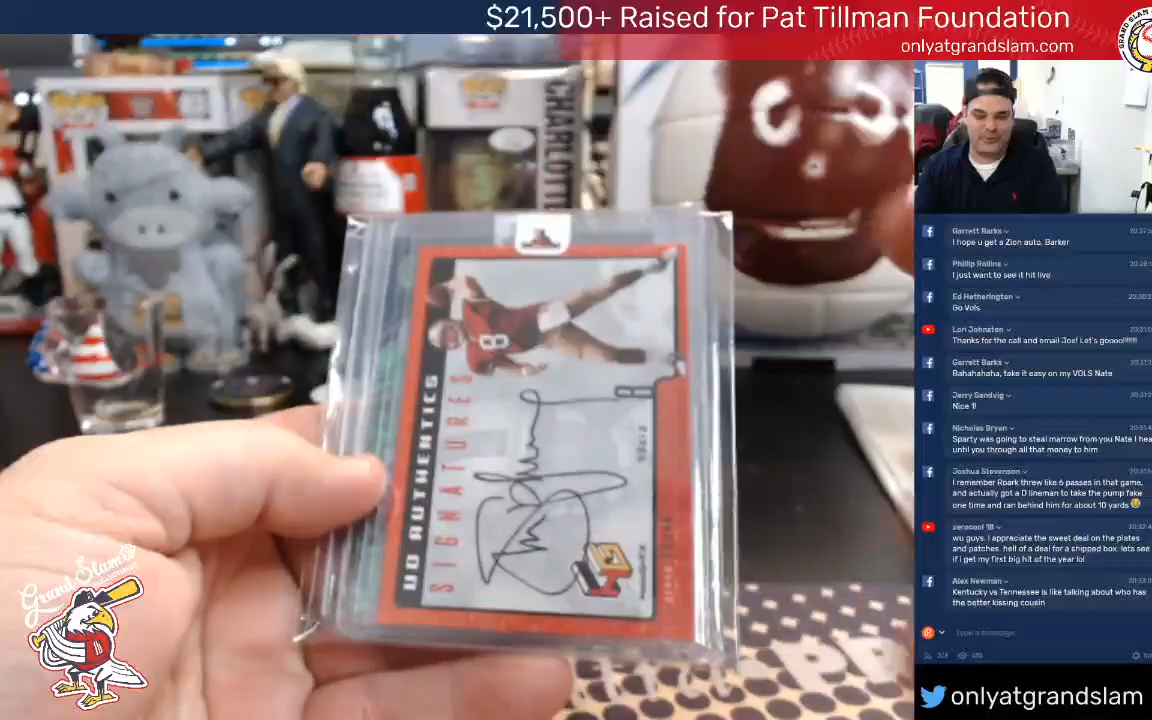 $21,500+ Raised for Pat Tillman Foundation
onlyatgrandslam.com
CHARLOTTE
UD AUTHENTICS
SIGNATURES
8
Grand Slam
Garrett Barks
I hope u get a Zion auto, Barker
Phillip Rollins
I just want to see it hit live
Ed Hetherington
Go Vols
Lori Johnston
Thanks for the call and email Joe! Let's goooo!!!!!!!
Garrett Barks
Bahahahaha, take it easy on my VOLS Nate
Jerry Sandvig
Nice 1!
Nicholas Bryan
Sparty was going to steal marrow from you Nate I hea
until you through all that money to him
Joshua Stevenson
I remember Roark threw like 6 passes in that game,
and actually got a D lineman to take the pump fake
one time and ran behind him for about 10 yards 😂
zerocool 18
wu guys. I appreciate the sweet deal on the plates
and patches. hell of a deal for a shipped box. lets see
if i get my first big hit of the year lol
Alex Newman
Kentucky vs Tennessee is like talking about who has
the better kissing cousin
Type a message
onlyatgrandslam